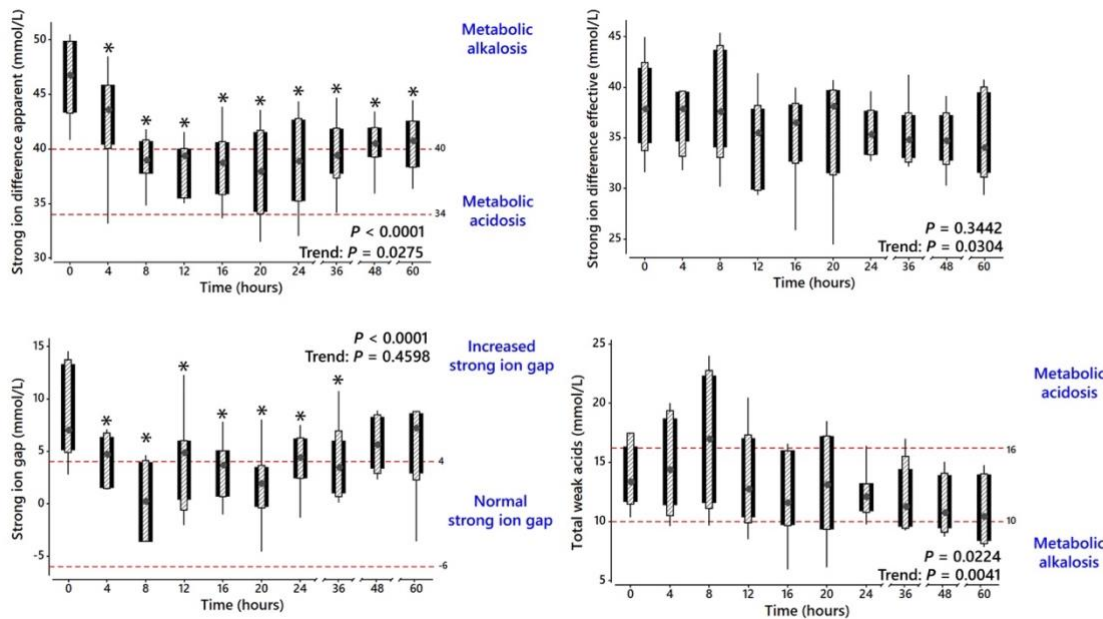 Strong ion difference apparent (mmol/L)
50
45
40
35
30
*
*
*
*
*
*
*
*
*
Metabolic
alkalosis
40
Metabolic
acidosis
34
P < 0.0001
Trend: P = 0.0275
0 4 8 12 16 20 24 36 48 60
Time (hours)
Strong ion difference effective (mmol/L)
45
40
35
30
25
P = 0.3442
Trend: P = 0.0304
0 4 8 12 16 20 24 36 48 60
Time (hours)
Strong ion gap (mmol/L)
15
10
5
0
-5
P < 0.0001
Trend: P = 0.4598
*
*
*
*
*
*
*
Increased
strong ion gap
4
Normal
strong ion gap
-6
0 4 8 12 16 20 24 36 48 60
Time (hours)
Total weak acids (mmol/L)
25
20
15
10
5
Metabolic
acidosis
16
10
Metabolic
alkalosis
P = 0.0224
Trend: P = 0.0041
0 4 8 12 16 20 24 36 48 60
Time (hours)